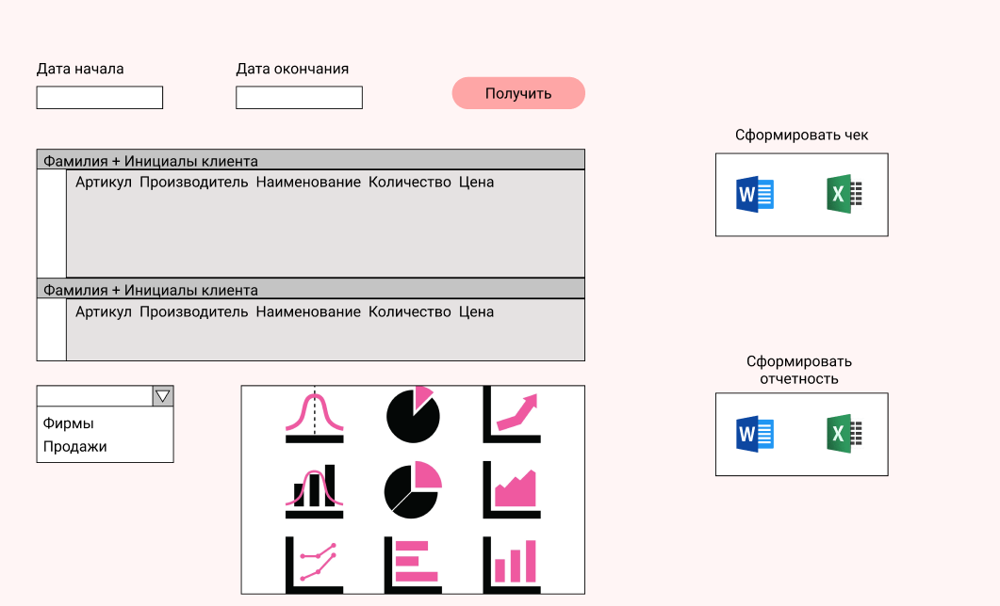 Дата начала
Дата окончания
Получить
Сформировать чек
Фамилия + Инициалы клиента
Артикул Производитель Наименование Количество Цена
W
X
Фамилия + Инициалы клиента
Артикул Производитель Наименование Количество Цена
Сформировать
отчетность
Фирмы
Продажи
W
X